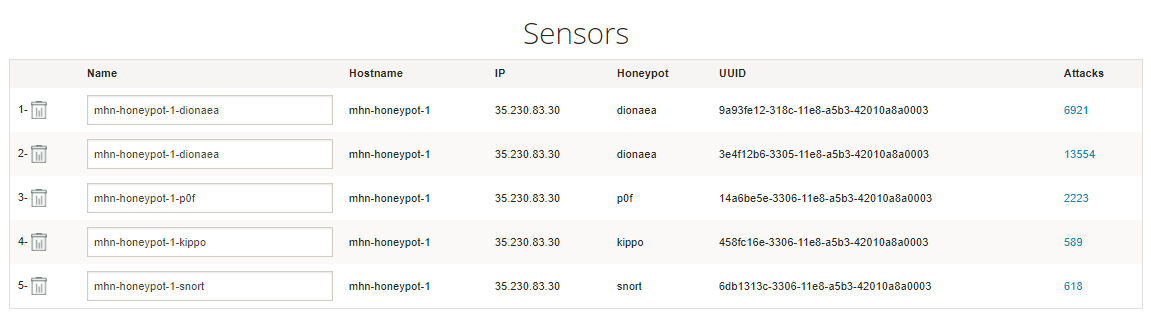 Sensors
Name Hostname IP Honeypot UUID Attacks
1- mhn-honeypot-1-dionaea mhn-honeypot-1 35.230.83.30 dionaea 9a93fe12-318c-11e8-a5b3-42010a8a0003 6921
2- mhn-honeypot-1-dionaea mhn-honeypot-1 35.230.83.30 dionaea 3e4f12b6-3305-11e8-a5b3-42010a8a0003 13554
3- mhn-honeypot-1-p0f mhn-honeypot-1 35.230.83.30 p0f 14a6be5e-3306-11e8-a5b3-42010a8a0003 2223
4- mhn-honeypot-1-kippo mhn-honeypot-1 35.230.83.30 kippo 458fc16e-3306-11e8-a5b3-42010a8a0003 589
5- mhn-honeypot-1-snort mhn-honeypot-1 35.230.83.30 snort 6db1313c-3306-11e8-a5b3-42010a8a0003 618